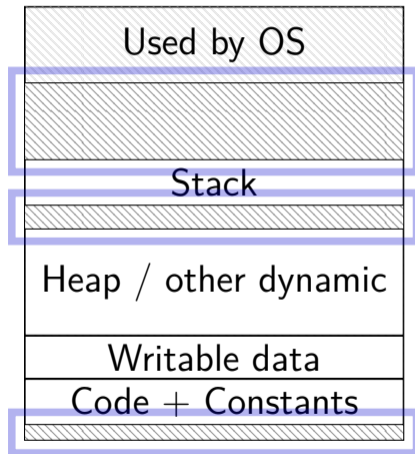 Used by OS
Stack
Heap / other dynamic
Writable data
Code + Constants